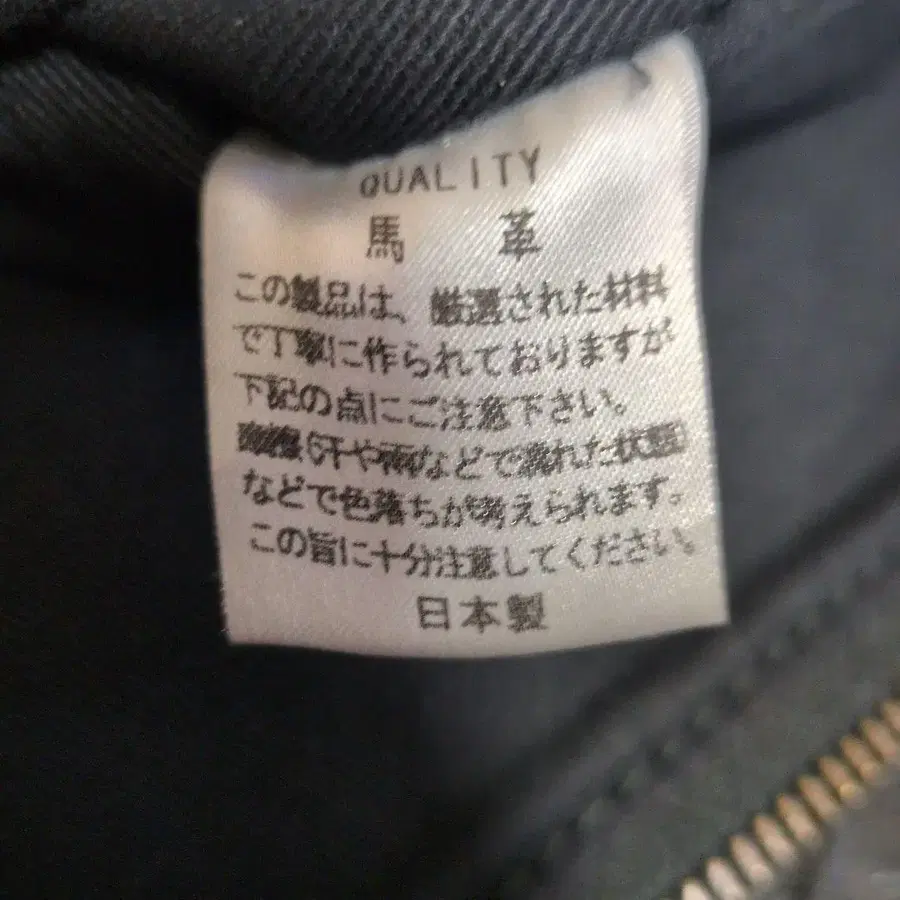 QUALITY
馬 革
この製品は、厳選された材料
で丁寧に作られておりますが
下記の点にご注意下さい。
摩擦や汗や雨などで濡れた状態
などで色落ちが考えられます。
この旨に十分注意してください。
日本製